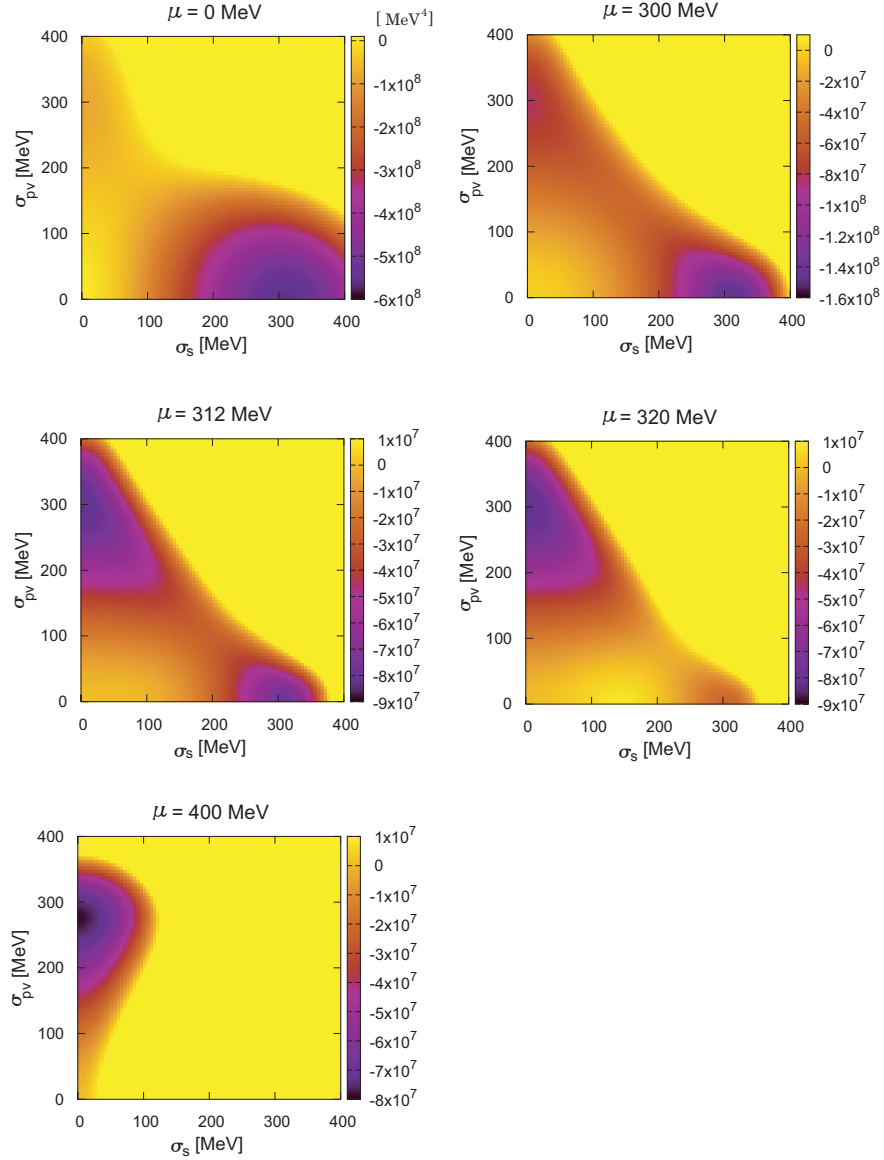 μ = 0 MeV
[ MeV⁴]
400
300
200
100
0
σpv [MeV]
0 100 200 300 400
σs [MeV]
0
-1x10⁸
-2x10⁸
-3x10⁸
-4x10⁸
-5x10⁸
-6x10⁸
μ = 300 MeV
400
300
200
100
0
σpv [MeV]
0 100 200 300 400
σs [MeV]
0
-2x10⁷
-4x10⁷
-6x10⁷
-8x10⁷
-1x10⁸
-1.2x10⁸
-1.4x10⁸
-1.6x10⁸
μ = 312 MeV
400
300
200
100
0
σpv [MeV]
0 100 200 300 400
σs [MeV]
1x10⁷
0
-1x10⁷
-2x10⁷
-3x10⁷
-4x10⁷
-5x10⁷
-6x10⁷
-7x10⁷
-8x10⁷
-9x10⁷
μ = 320 MeV
400
300
200
100
0
σpv [MeV]
0 100 200 300 400
σs [MeV]
1x10⁷
0
-1x10⁷
-2x10⁷
-3x10⁷
-4x10⁷
-5x10⁷
-6x10⁷
-7x10⁷
-8x10⁷
-9x10⁷
μ = 400 MeV
400
300
200
100
0
σpv [MeV]
0 100 200 300 400
σs [MeV]
1x10⁷
0
-1x10⁷
-2x10⁷
-3x10⁷
-4x10⁷
-5x10⁷
-6x10⁷
-7x10⁷
-8x10⁷